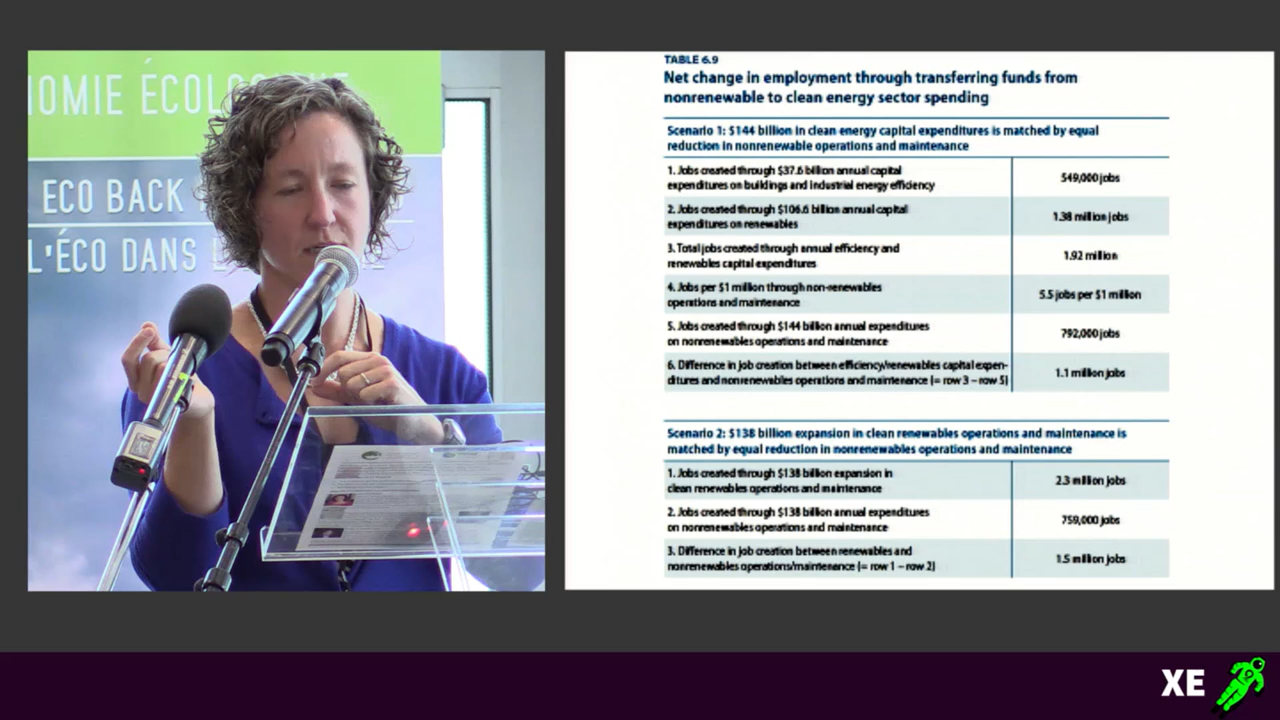 NOMIE ÉCOLO
ECO BACK
L'ÉCO DANS L
TABLE 6.9
Net change in employment through transferring funds from
nonrenewable to clean energy sector spending
Scenario 1: $144 billion in clean energy capital expenditures is matched by equal
reduction in nonrenewable operations and maintenance
1. Jobs created through $37.6 billion annual capital
expenditures on buildings and industrial energy efficiency
549,000 jobs
2. Jobs created through $106.6 billion annual capital
expenditures on renewables
1.38 million jobs
3. Total jobs created through annual efficiency and
renewables capital expenditures
1.92 million
4. Jobs per $1 million through non-renewables
operations and maintenance
5.5 jobs per $1 million
5. Jobs created through $144 billion annual expenditures
on nonrenewables operations and maintenance
792,000 jobs
6. Difference in job creation between efficiency/renewables capital expen-
ditures and nonrenewables operations and maintenance (= row 3 – row 5)
1.1 million jobs
Scenario 2: $138 billion expansion in clean renewables operations and maintenance is
matched by equal reduction in nonrenewables operations and maintenance
1. Jobs created through $138 billion expansion in
clean renewables operations and maintenance
2.3 million jobs
2. Jobs created through $138 billion annual expenditures
on nonrenewables operations and maintenance
759,000 jobs
3. Difference in job creation between renewables and
nonrenewables operations/maintenance (= row 1 – row 2)
1.5 million jobs
XE